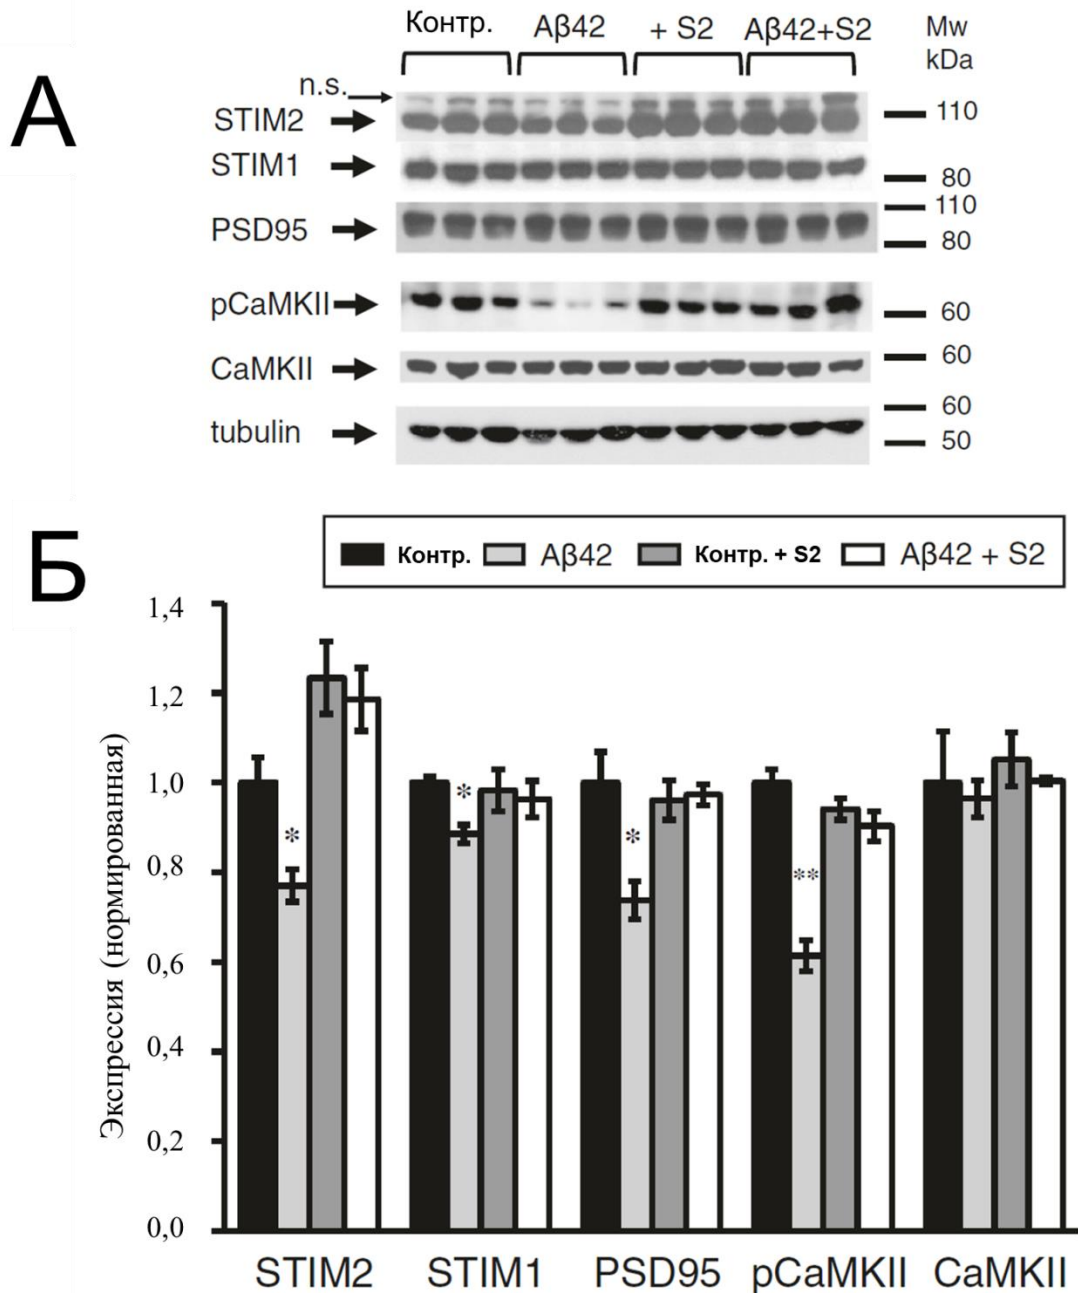 А
Контр. Aβ42 + S2 Aβ42+S2 Mw
kDa
n.s.
STIM2 110
STIM1 80
110
PSD95 80
pCaMKII 60
60
CaMKII
60
tubulin 50
Б
Контр. Aβ42 Контр. + S2 Aβ42 + S2
Экспрессия (нормированная)
1,4
1,2
1,0
0,8
0,6
0,4
0,2
0,0
* * * **
STIM2 STIM1 PSD95 pCaMKII CaMKII